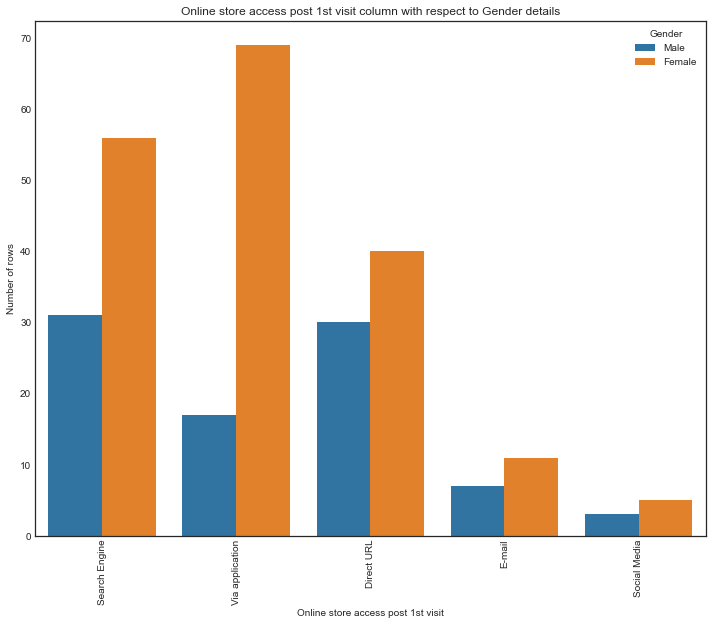 Online store access post 1st visit column with respect to Gender details
Gender
Male
Female
70
60
50
40
30
20
10
0
Number of rows
Search Engine
Via application
Direct URL
E-mail
Social Media
Online store access post 1st visit